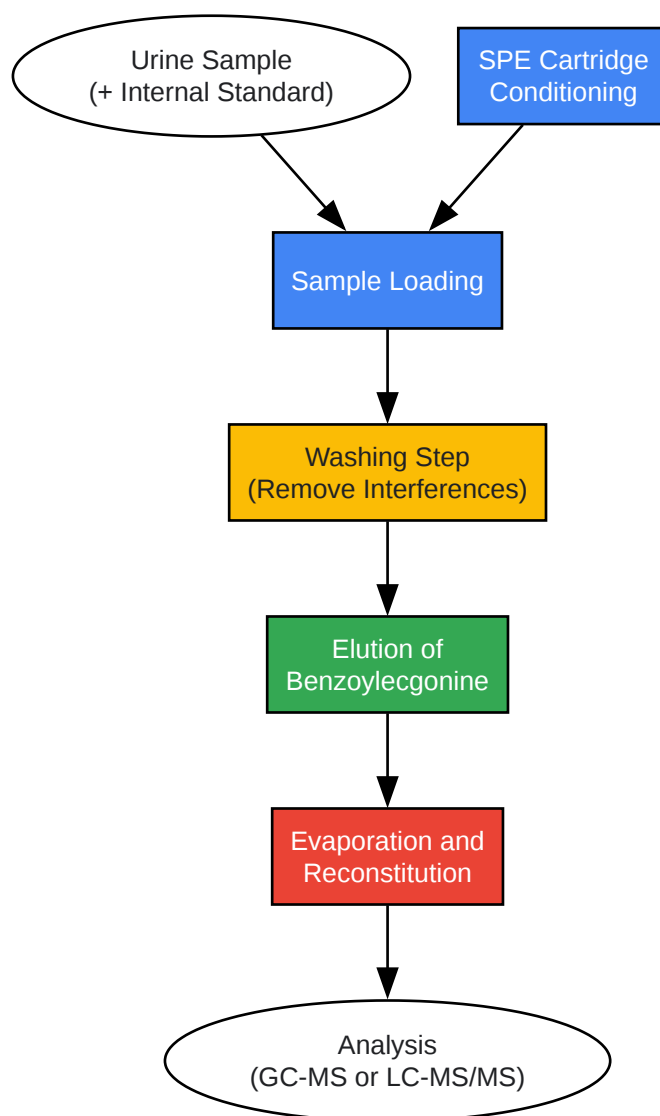 Urine Sample
(+ Internal Standard)
SPE Cartridge
Conditioning
Sample Loading
Washing Step
(Remove Interferences)
Elution of
Benzoylecgonine
Evaporation and
Reconstitution
Analysis
(GC-MS or LC-MS/MS)